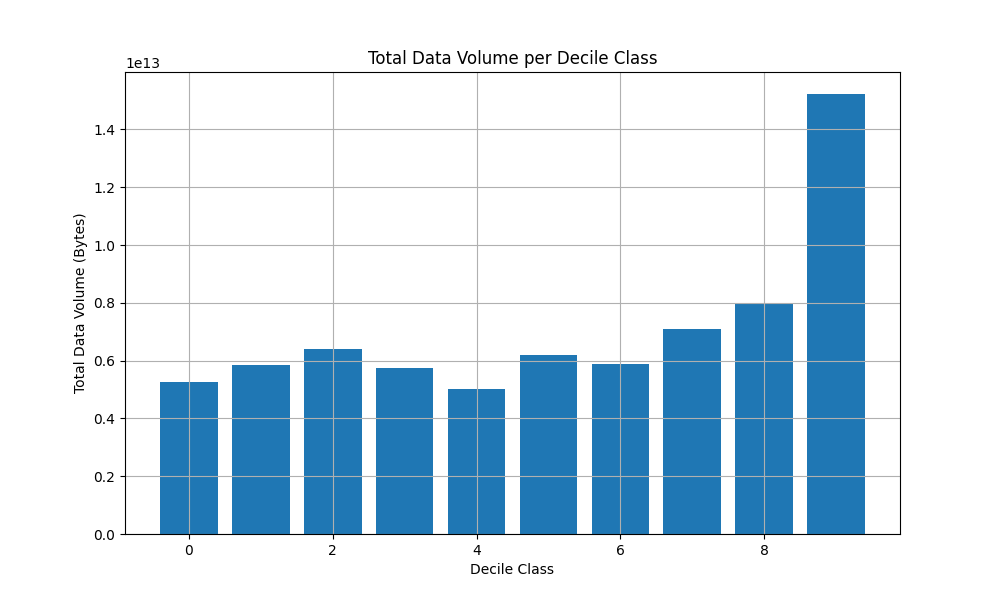 Total Data Volume per Decile Class
1e13
1.4
1.2
1.0
0.8
0.6
0.4
0.2
0.0
Total Data Volume (Bytes)
0 2 4 6 8
Decile Class